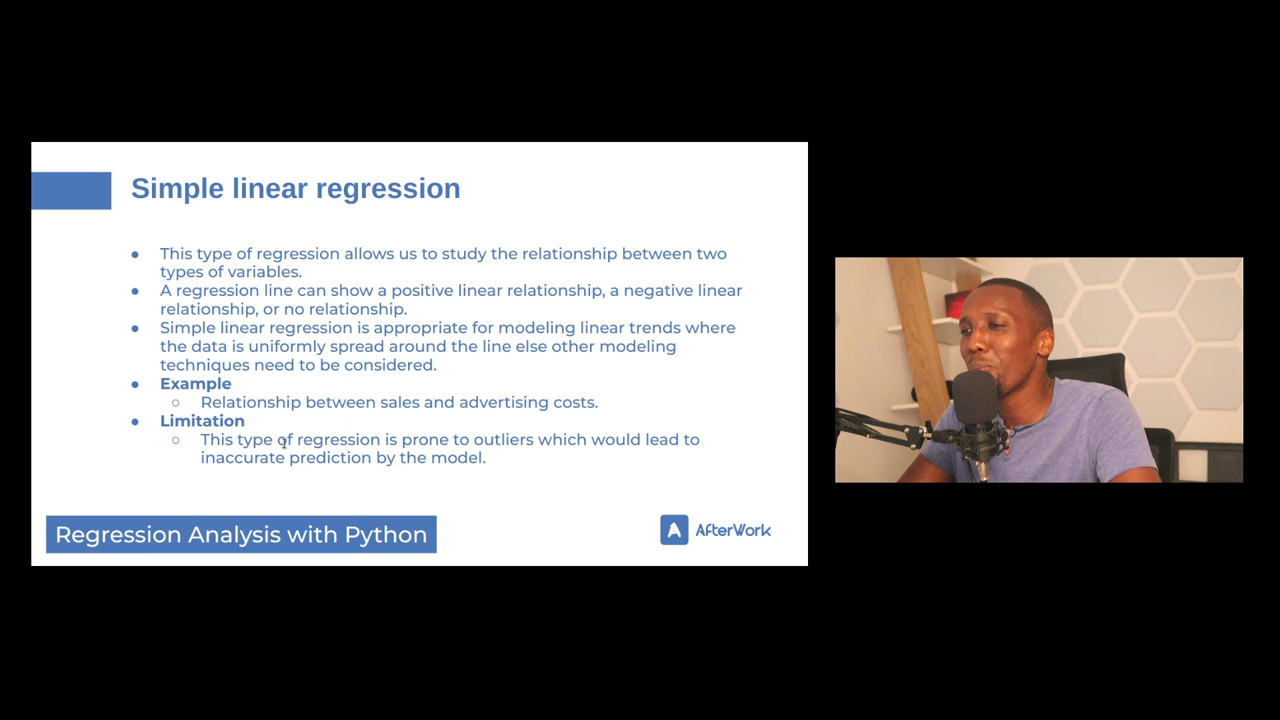 Simple linear regression
● This type of regression allows us to study the relationship between two
types of variables.
● A regression line can show a positive linear relationship, a negative linear
relationship, or no relationship.
● Simple linear regression is appropriate for modeling linear trends where
the data is uniformly spread around the line else other modeling
techniques need to be considered.
● Example
○ Relationship between sales and advertising costs.
● Limitation
○ This type of regression is prone to outliers which would lead to
inaccurate prediction by the model.
Regression Analysis with Python
AfterWork